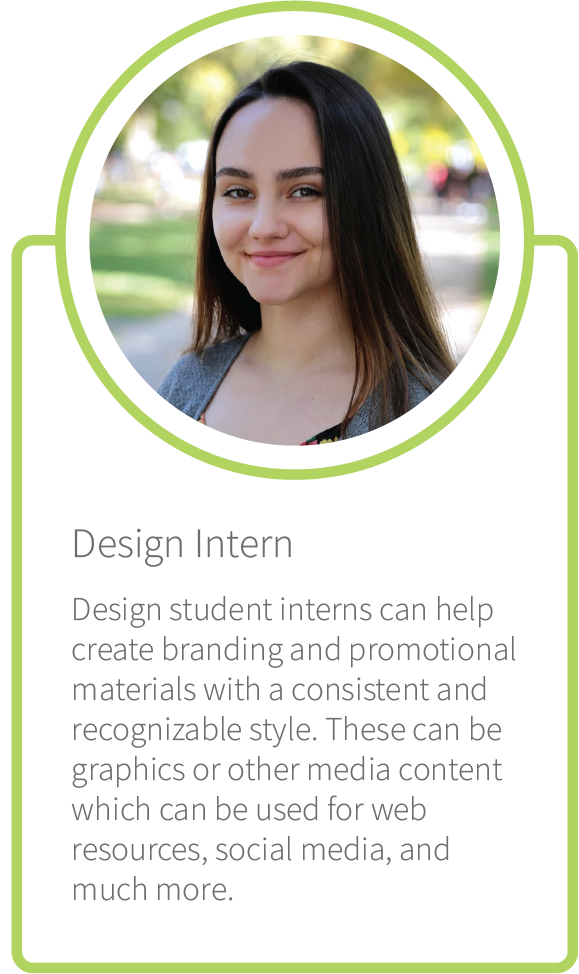 Design Intern
Design student interns can help
create branding and promotional
materials with a consistent and
recognizable style. These can be
graphics or other media content
which can be used for web
resources, social media, and
much more.